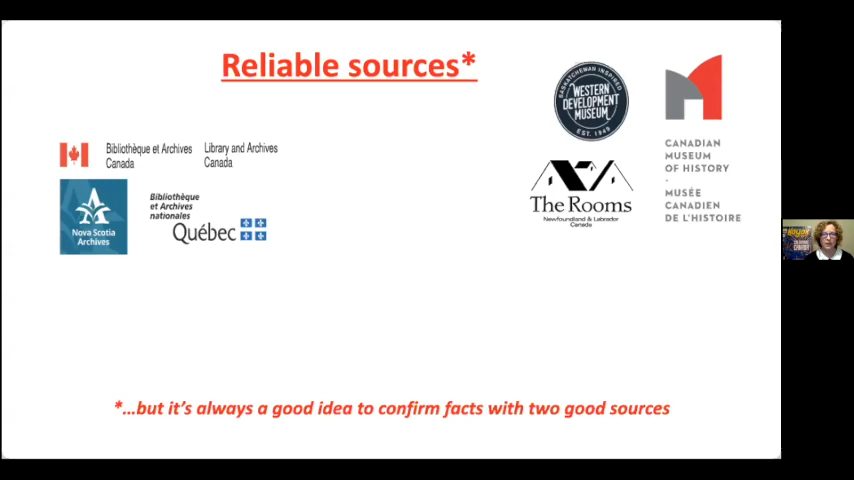 Reliable sources*
Bibliothèque et Archives
Canada
Library and Archives
Canada
Nova Scotia
Archives
Bibliothèque
et Archives
nationales
Québec
SASKATCHEWAN INSPIRED
WESTERN
DEVELOPMENT
MUSEUM
EST. 1949
The Rooms
Newfoundland & Labrador
Canada
CANADIAN
MUSEUM
OF HISTORY
-
MUSÉE
CANADIEN
DE L'HISTOIRE
*…but it's always a good idea to confirm facts with two good sources